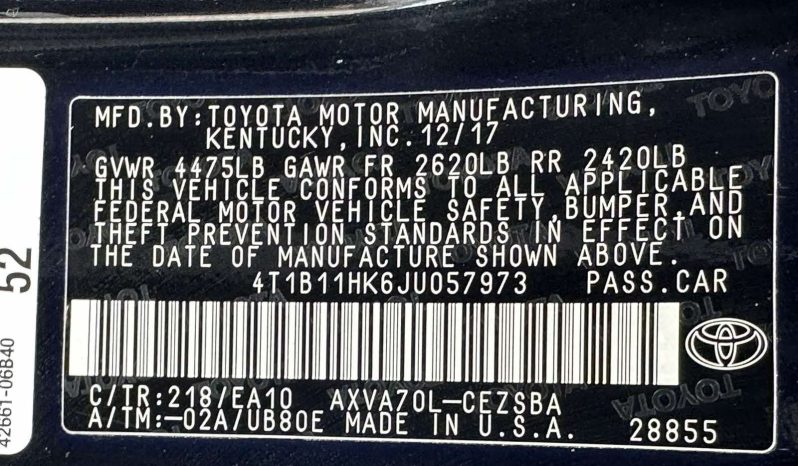 MFD.BY:TOYOTA MOTOR MANUFACTURING,
KENTUCKY,INC.12/17
GVWR 4475LB GAWR FR 2620LB RR 2420LB
THIS VEHICLE CONFORMS TO ALL APPLICABLE
FEDERAL MOTOR VEHICLE SAFETY,BUMPER,AND
THEFT PREVENTION STANDARDS IN EFFECT ON
THE DATE OF MANUFACTURE SHOWN ABOVE.
4T1B11HK6JU057973 PASS.CAR
C/TR:218/EA10 AXVA70L-CEZSBA
A/TM:-02A/UB80E MADE IN U.S.A. 28855
52
42661-06B40
TOYOTA